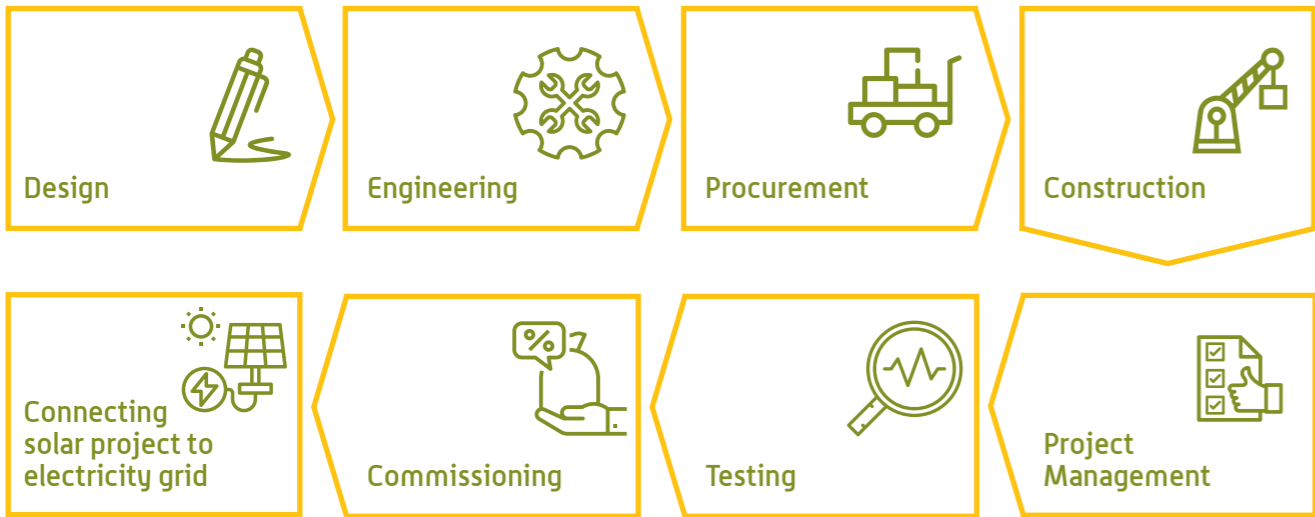 Design
Engineering
Procurement
Construction
Project
Management
Testing
%
Commissioning
Connecting
solar project to
electricity grid